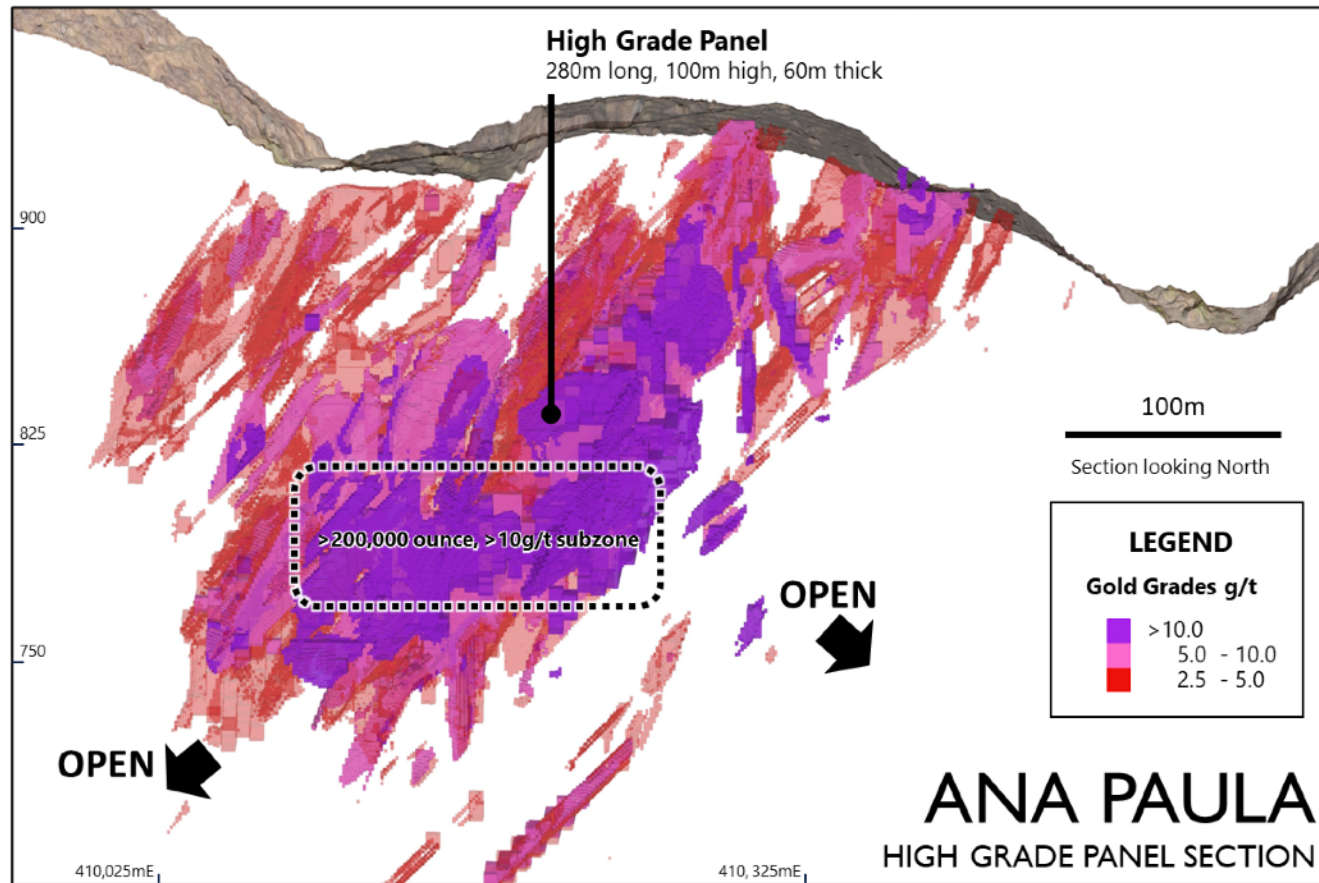 High Grade Panel
280m long, 100m high, 60m thick
900
825
100m
Section looking North
>200,000 ounce, >10g/t subzone
LEGEND
Gold Grades g/t
>10.0
5.0 - 10.0
2.5 - 5.0
OPEN
750
OPEN
ANA PAULA
HIGH GRADE PANEL SECTION
410,025mE
410, 325mE